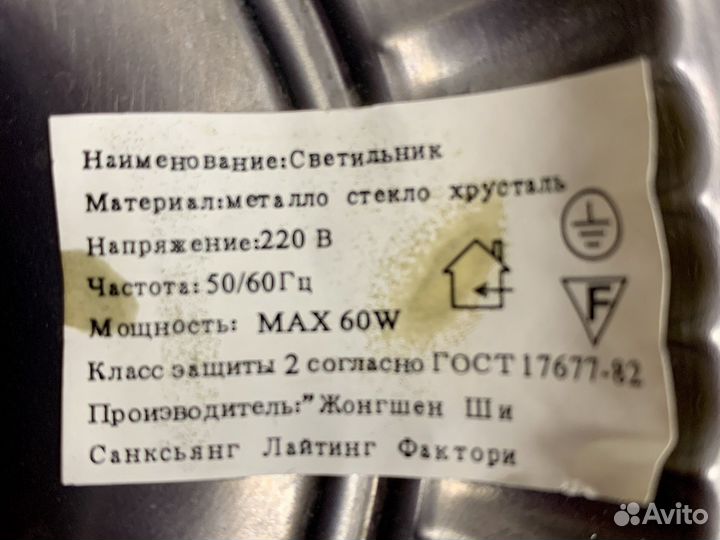 Наименование:Светильник
Материал:металло стекло хрусталь
Напряжение:220 В
Частота: 50/60Гц
Мощность: MAX 60W
F
Класс защиты 2 согласно ГОСТ 17677-82
Производитель:"Жонгшен Ши
Санксьянг Лайтинг Фактори
Avito